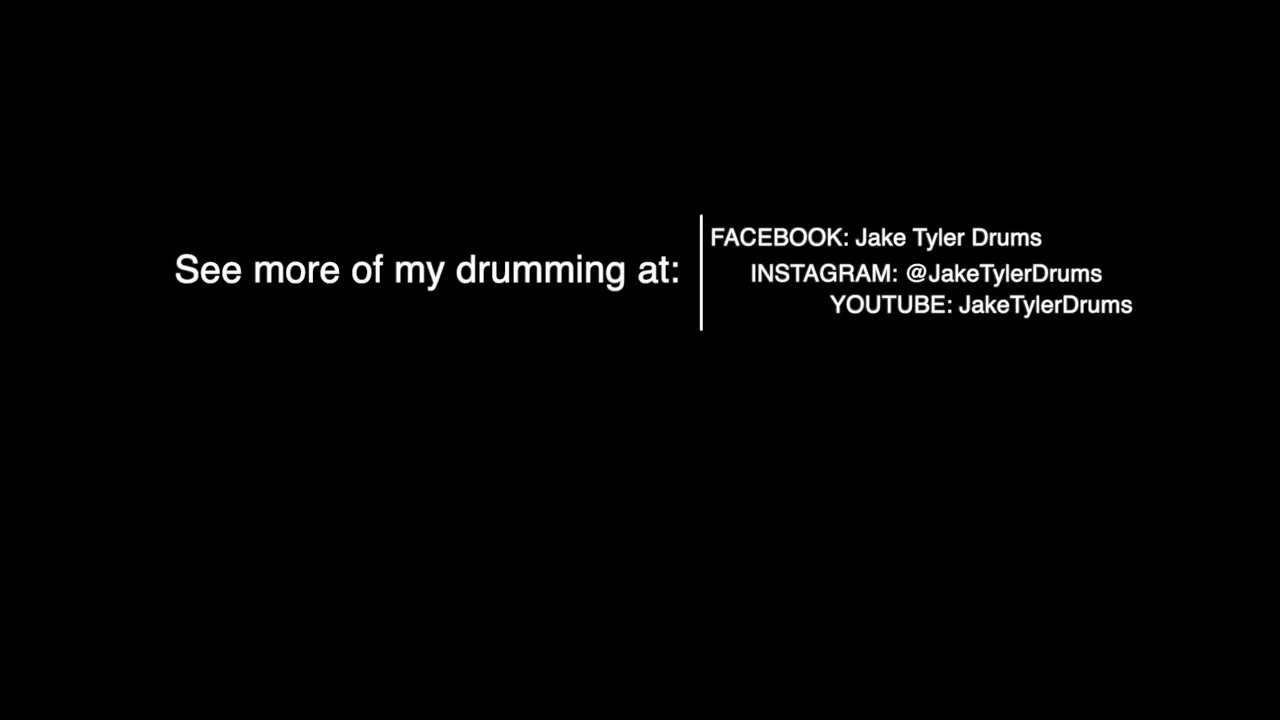 See more of my drumming at:
FACEBOOK: Jake Tyler Drums
INSTAGRAM: @JakeTylerDrums
YOUTUBE: JakeTylerDrums